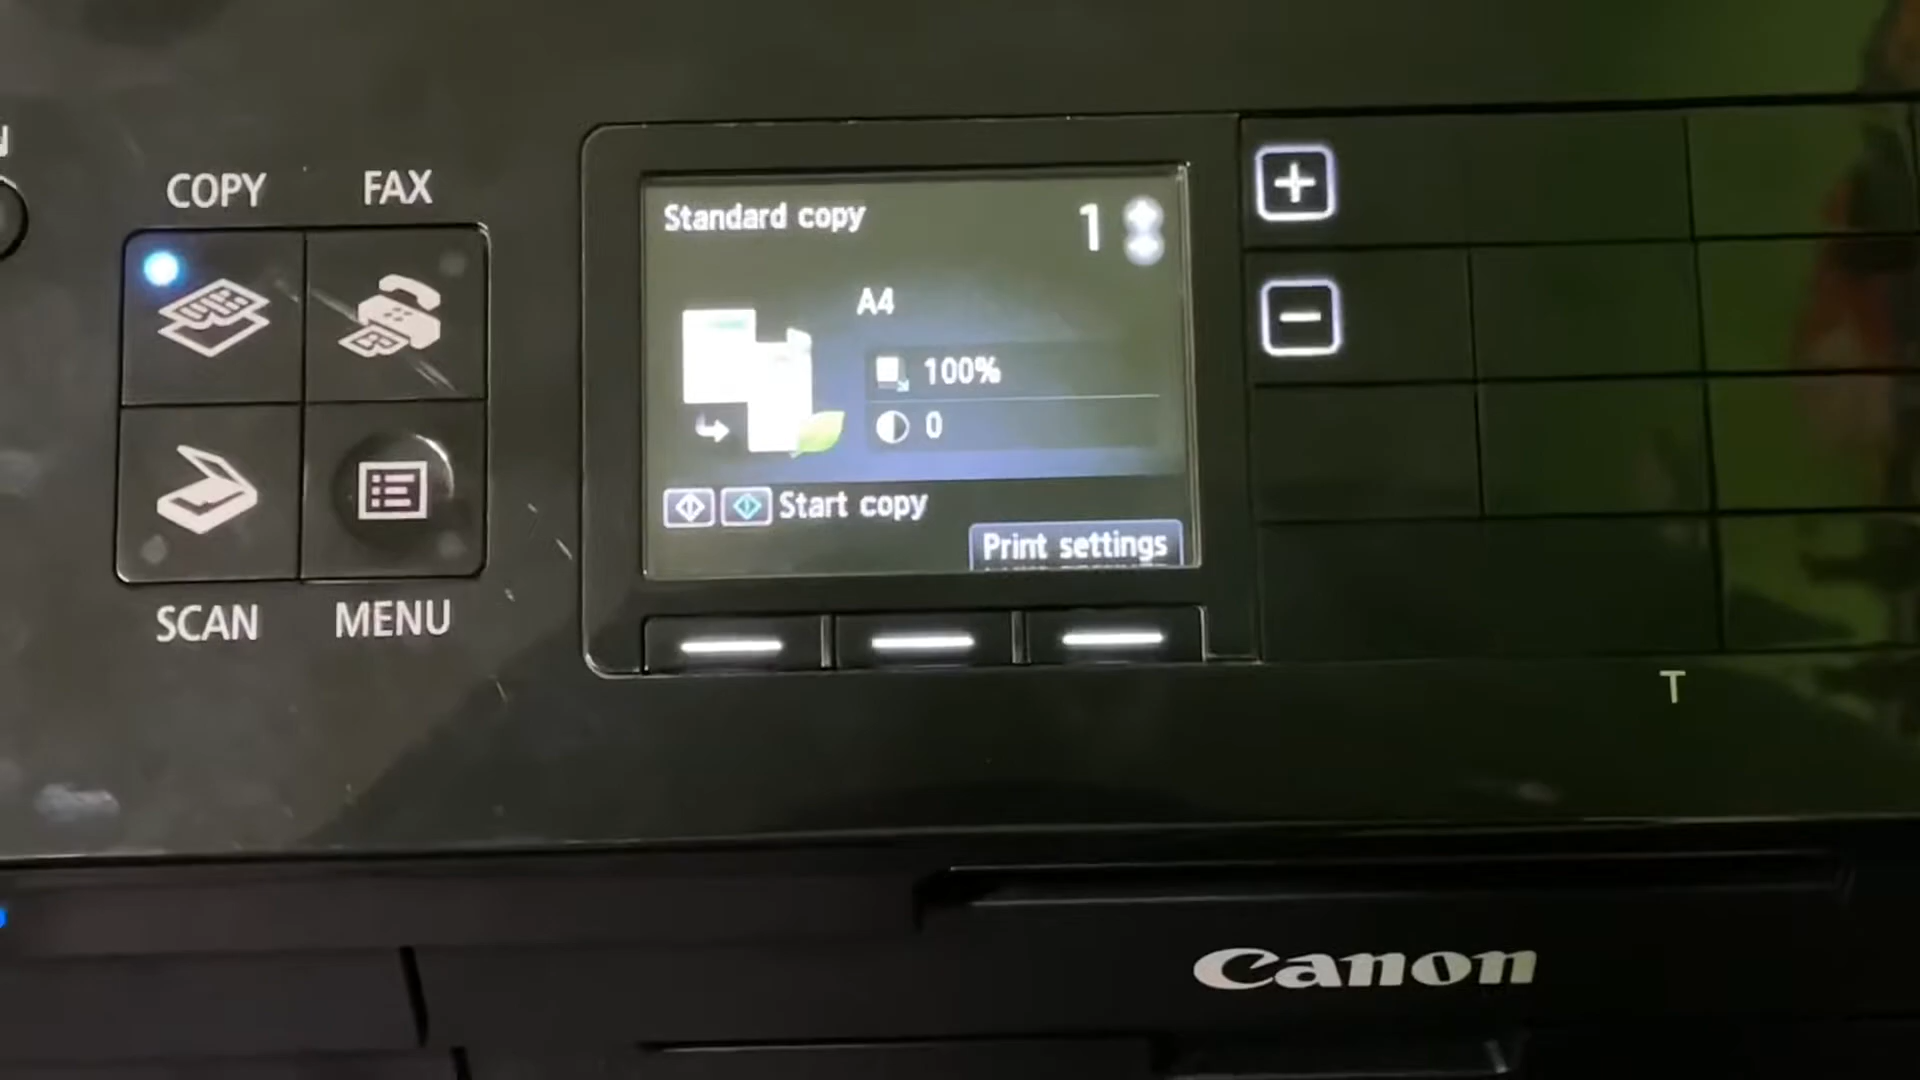 COPY
FAX
SCAN
MENU
Standard copy
1
A4
100%
0
Start copy
Print settings
T
Canon